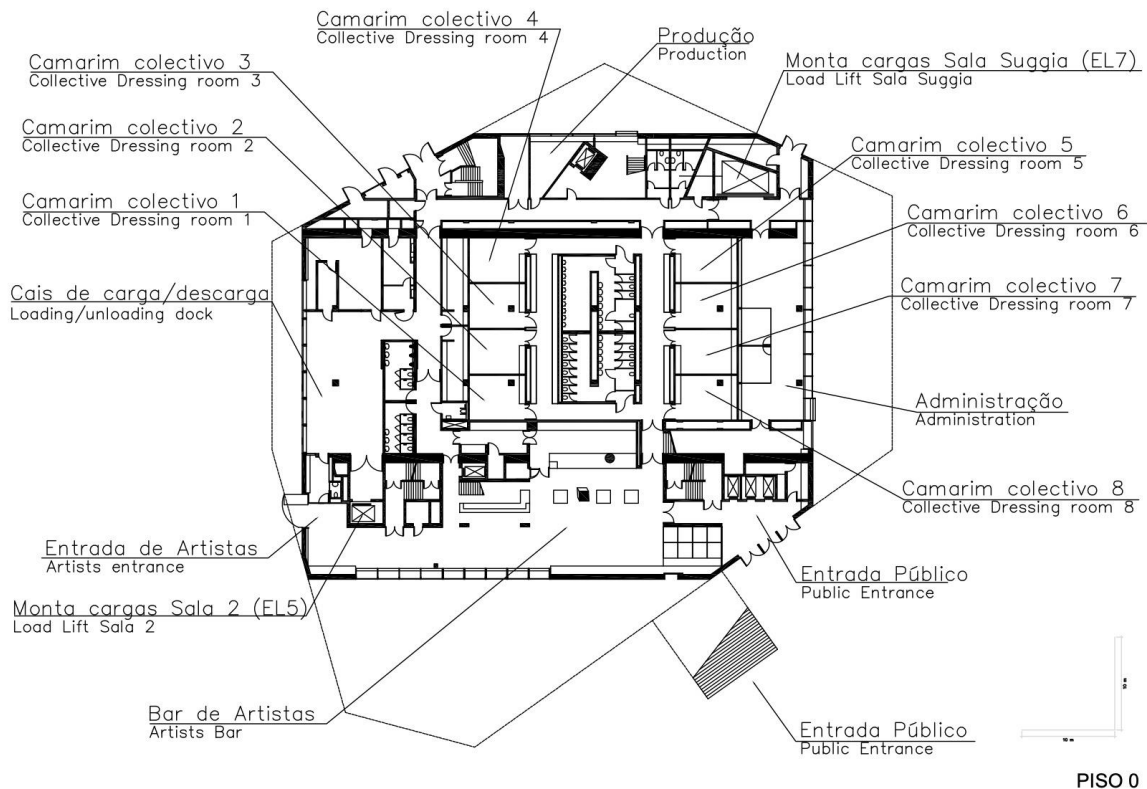 Camarim colectivo 4
Collective Dressing room 4
Produção
Production
Camarim colectivo 3
Collective Dressing room 3
Monta cargas Sala Suggia (EL7)
Load Lift Sala Suggia
Camarim colectivo 2
Collective Dressing room 2
Camarim colectivo 5
Collective Dressing room 5
Camarim colectivo 1
Collective Dressing room 1
Camarim colectivo 6
Collective Dressing room 6
Cais de carga/descarga
Loading/unloading dock
Camarim colectivo 7
Collective Dressing room 7
Administração
Administration
Camarim colectivo 8
Collective Dressing room 8
Entrada de Artistas
Artists entrance
Entrada Público
Public Entrance
Monta cargas Sala 2 (EL5)
Load Lift Sala 2
Bar de Artistas
Artists Bar
Entrada Público
Public Entrance
10 m
10 m
PISO 0